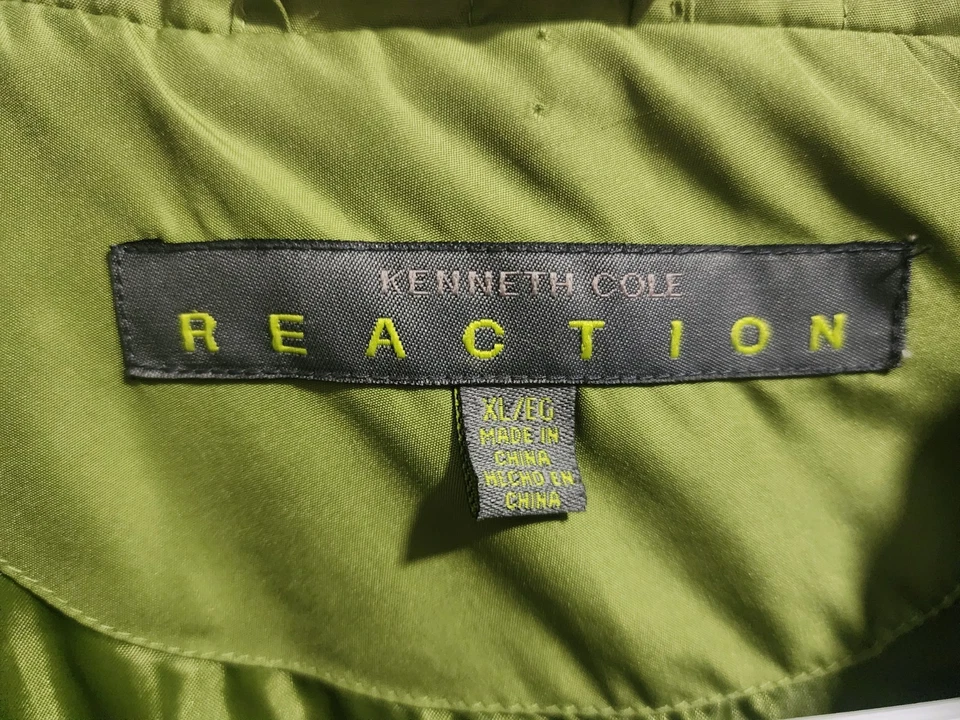 KENNETH COLE
REACTION
XL/EG
MADE IN
CHINA
HECHO EN
CHINA